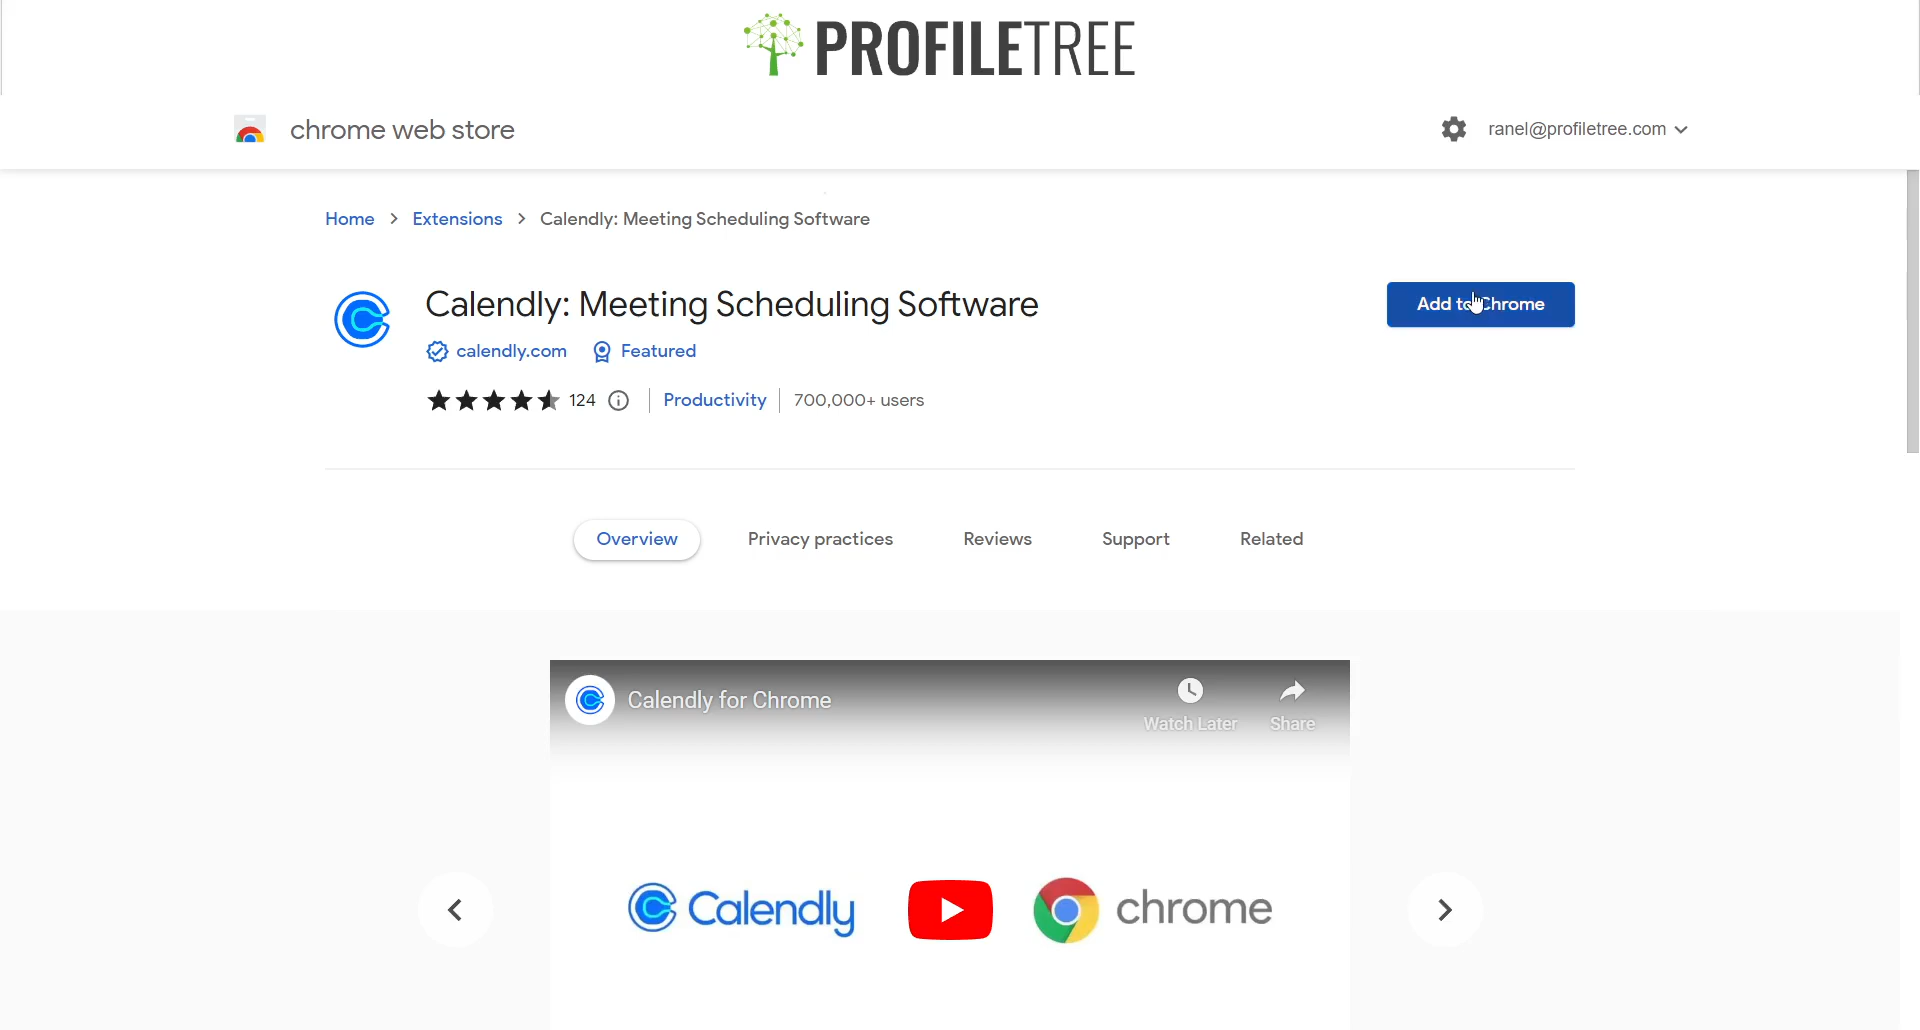 PROFILETREE
chrome web store
ranel@profiletree.com
Home > Extensions > Calendly: Meeting Scheduling Software
Calendly: Meeting Scheduling Software
Add to Chrome
calendly.com Featured
124 Productivity 700,000+ users
Overview Privacy practices Reviews Support Related
Calendly for Chrome
Watch Later Share
Calendly chrome